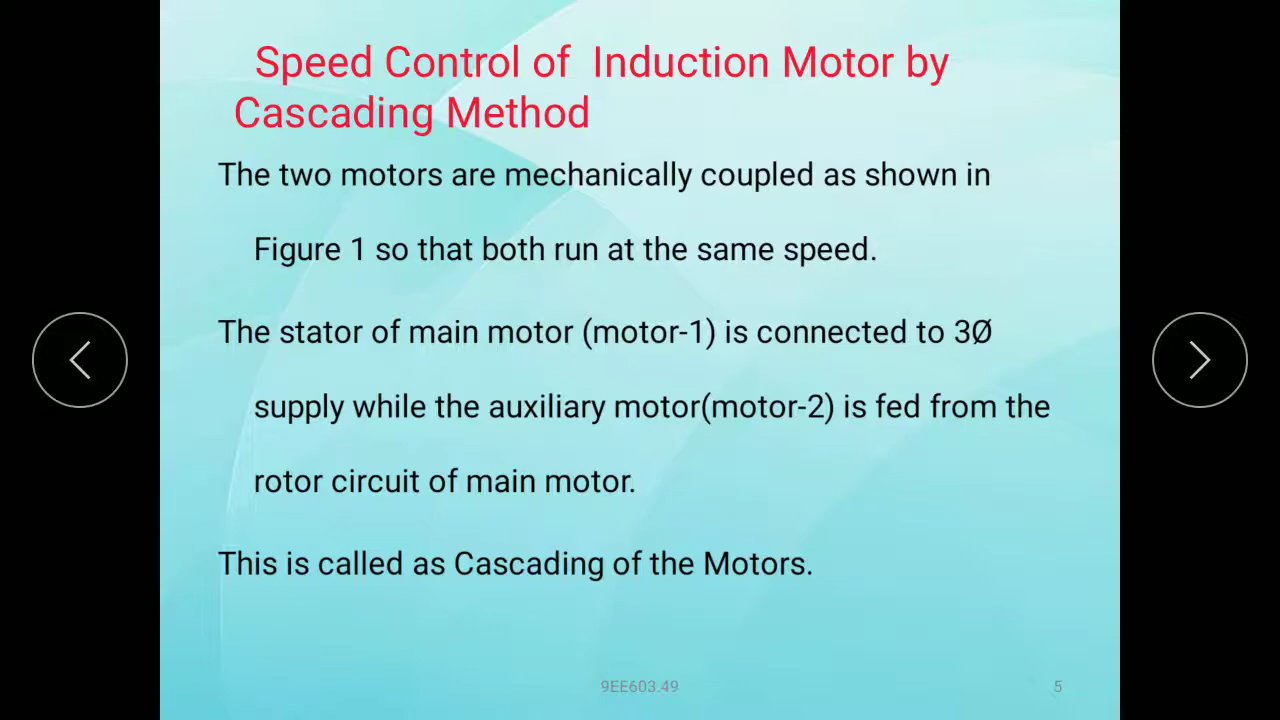 Speed Control of  Induction Motor by
Cascading Method
The two motors are mechanically coupled as shown in
Figure 1 so that both run at the same speed.
The stator of main motor (motor-1) is connected to 3Ø
supply while the auxiliary motor(motor-2) is fed from the
rotor circuit of main motor.
This is called as Cascading of the Motors.
9EE603.49
5